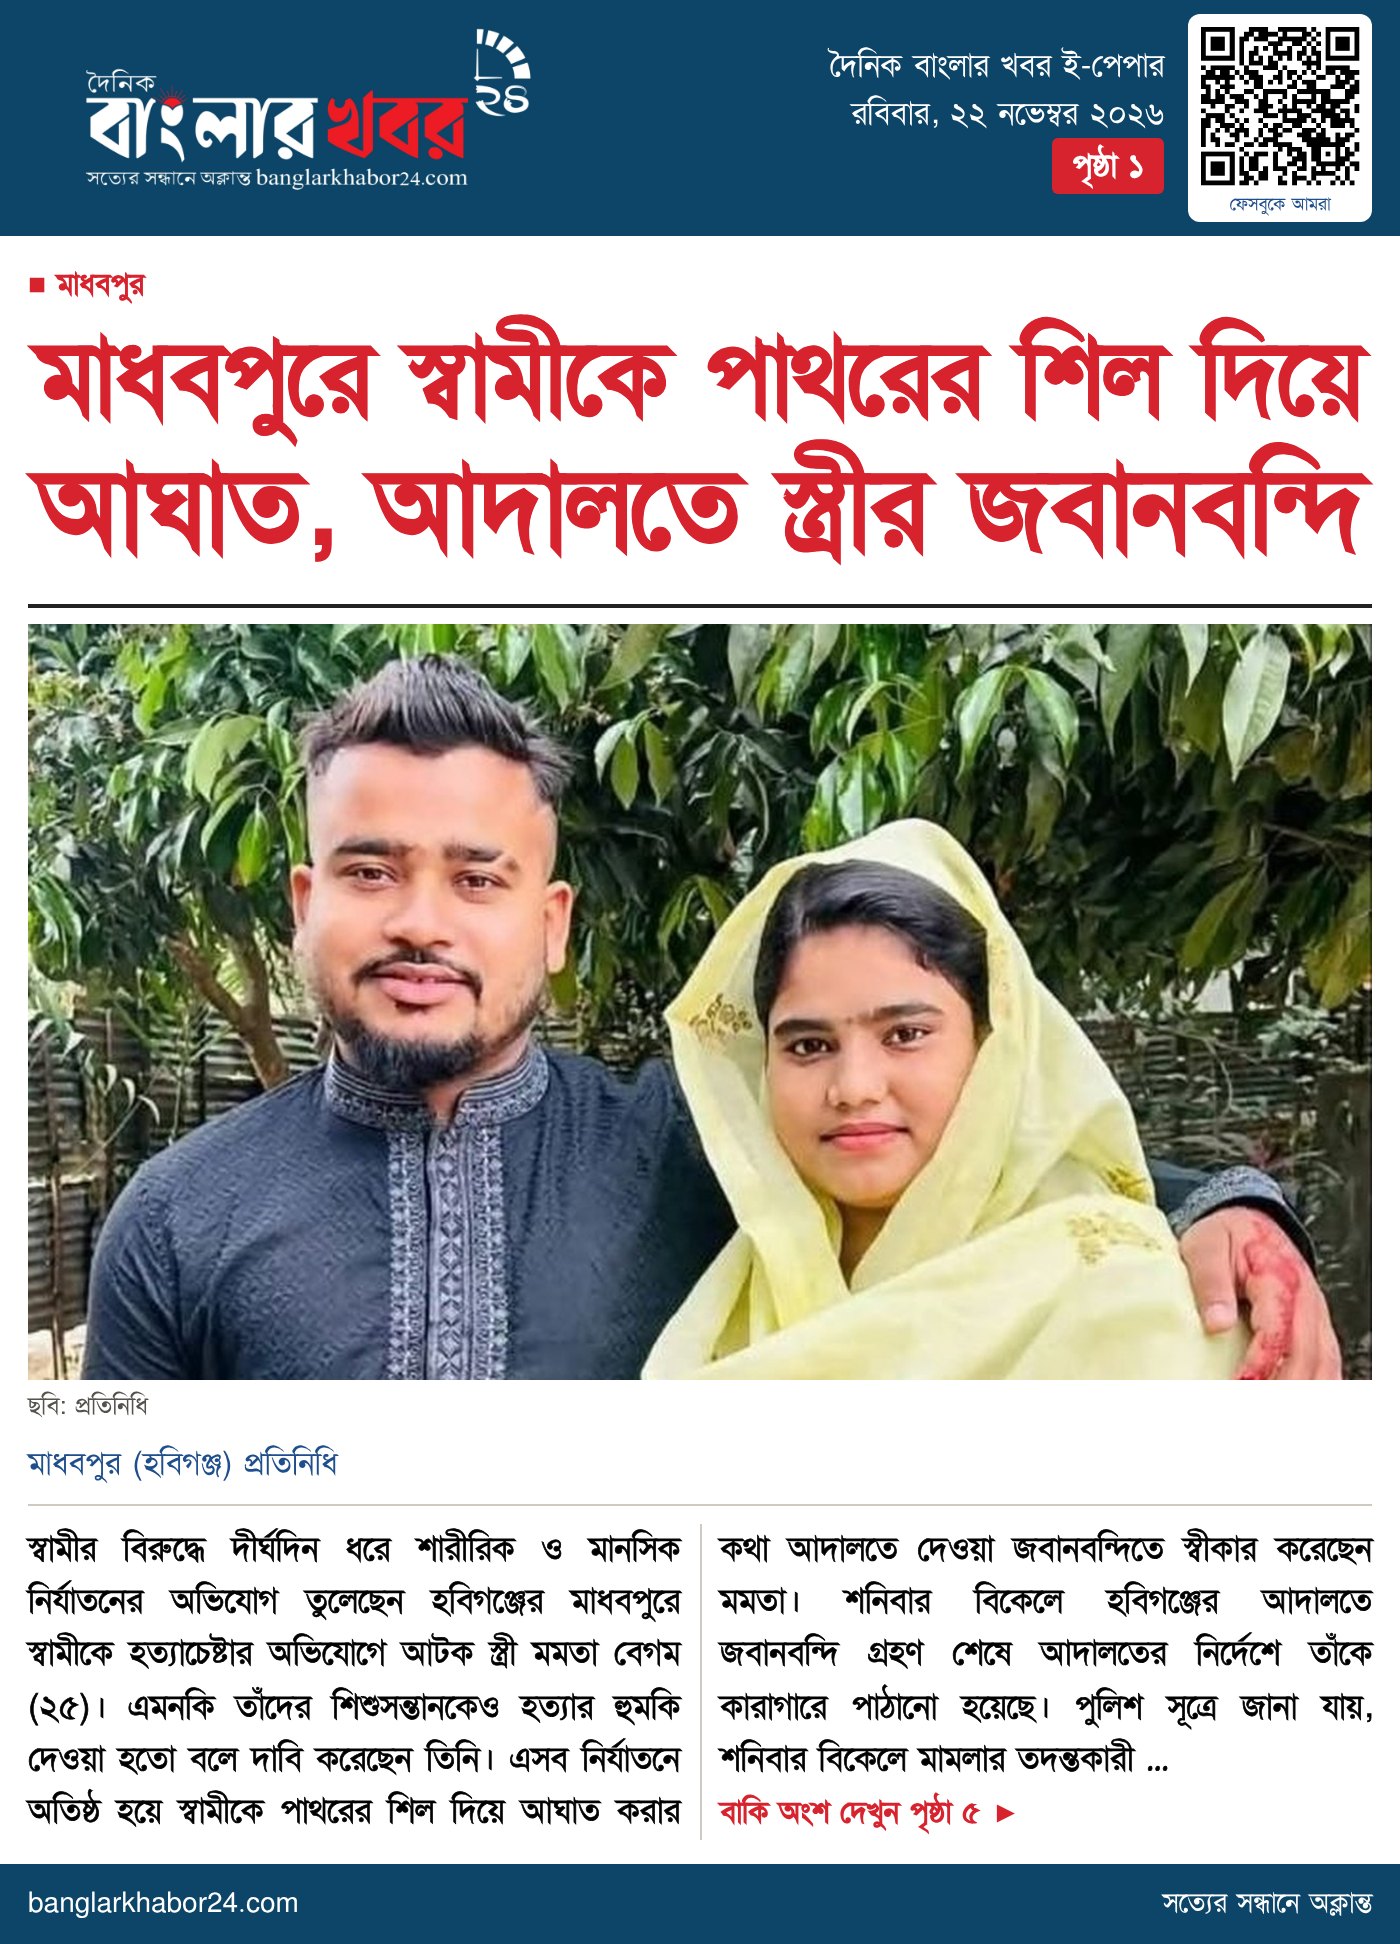 দৈনিক
বাংলার খবর ২৪
সত্যের সন্ধানে অক্লান্ত banglarkhabor24.com
দৈনিক বাংলার খবর ই-পেপার
রবিবার, ২২ নভেম্বর ২০২৬
পৃষ্ঠা ১
ফেসবুকে আমরা
■ মাধবপুর
মাধবপুরে স্বামীকে পাথরের শিল দিয়ে
আঘাত, আদালতে স্ত্রীর জবানবন্দি
ছবি: প্রতিনিধি
মাধবপুর (হবিগঞ্জ) প্রতিনিধি
স্বামীর বিরুদ্ধে দীর্ঘদিন ধরে শারীরিক ও মানসিক
নির্যাতনের অভিযোগ তুলেছেন হবিগঞ্জের মাধবপুরে
স্বামীকে হত্যাচেষ্টার অভিযোগে আটক স্ত্রী মমতা বেগম
(২৫)। এমনকি তাঁদের শিশুসন্তানকেও হত্যার হুমকি
দেওয়া হতো বলে দাবি করেছেন তিনি। এসব নির্যাতনে
অতিষ্ঠ হয়ে স্বামীকে পাথরের শিল দিয়ে আঘাত করার
কথা আদালতে দেওয়া জবানবন্দিতে স্বীকার করেছেন
মমতা। শনিবার বিকেলে হবিগঞ্জের আদালতে
জবানবন্দি গ্রহণ শেষে আদালতের নির্দেশে তাঁকে
কারাগারে পাঠানো হয়েছে। পুলিশ সূত্রে জানা যায়,
শনিবার বিকেলে মামলার তদন্তকারী ...
বাকি অংশ দেখুন পৃষ্ঠা ৫ ►
banglarkhabor24.com
সত্যের সন্ধানে অক্লান্ত